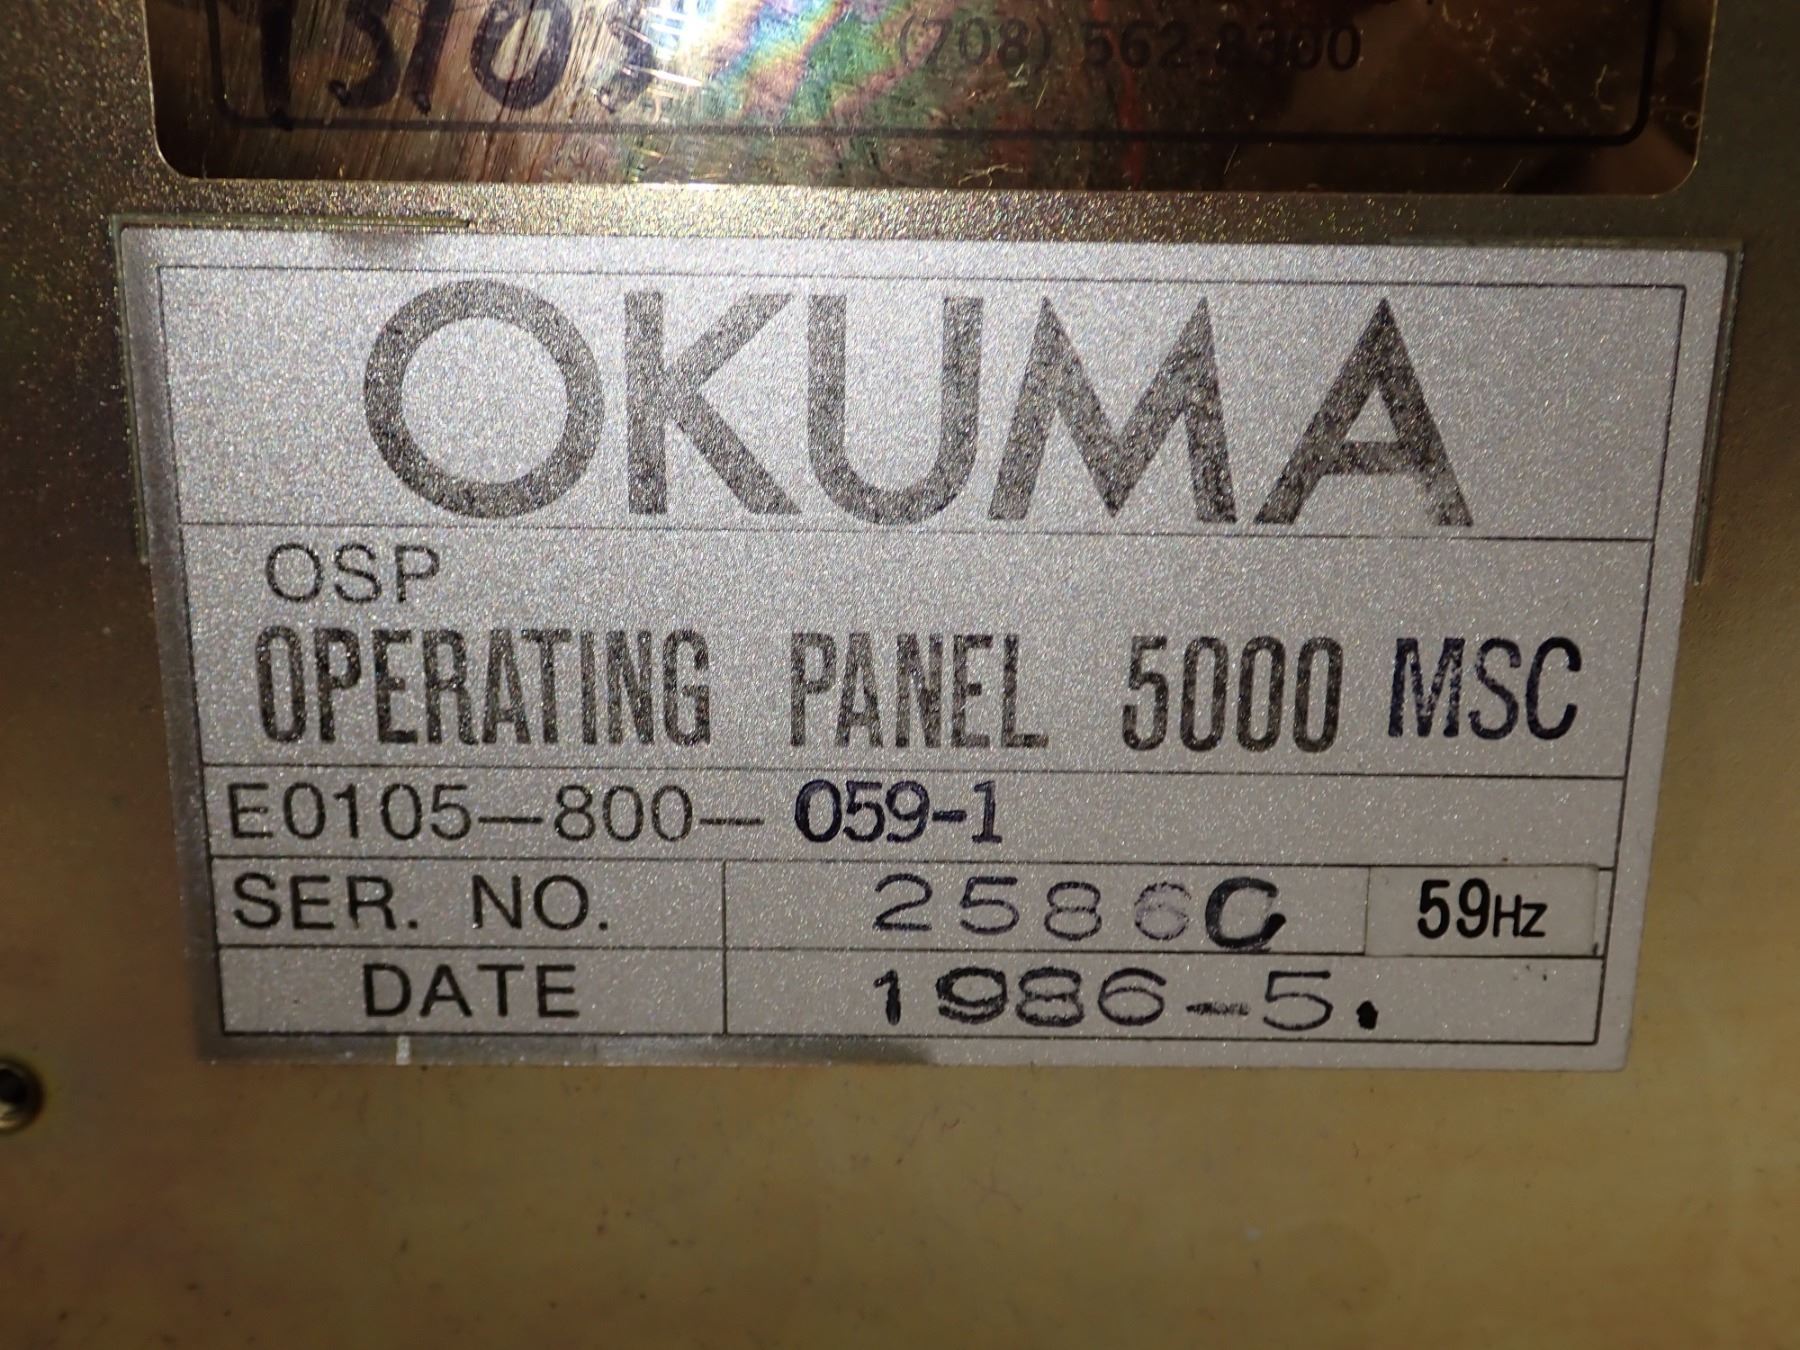 (708) 562-8300
OKUMA
OSP
OPERATING PANEL 5000 MSC
E0105-800-059-1
SER. NO. 2586C 59Hz
DATE 1986-5.